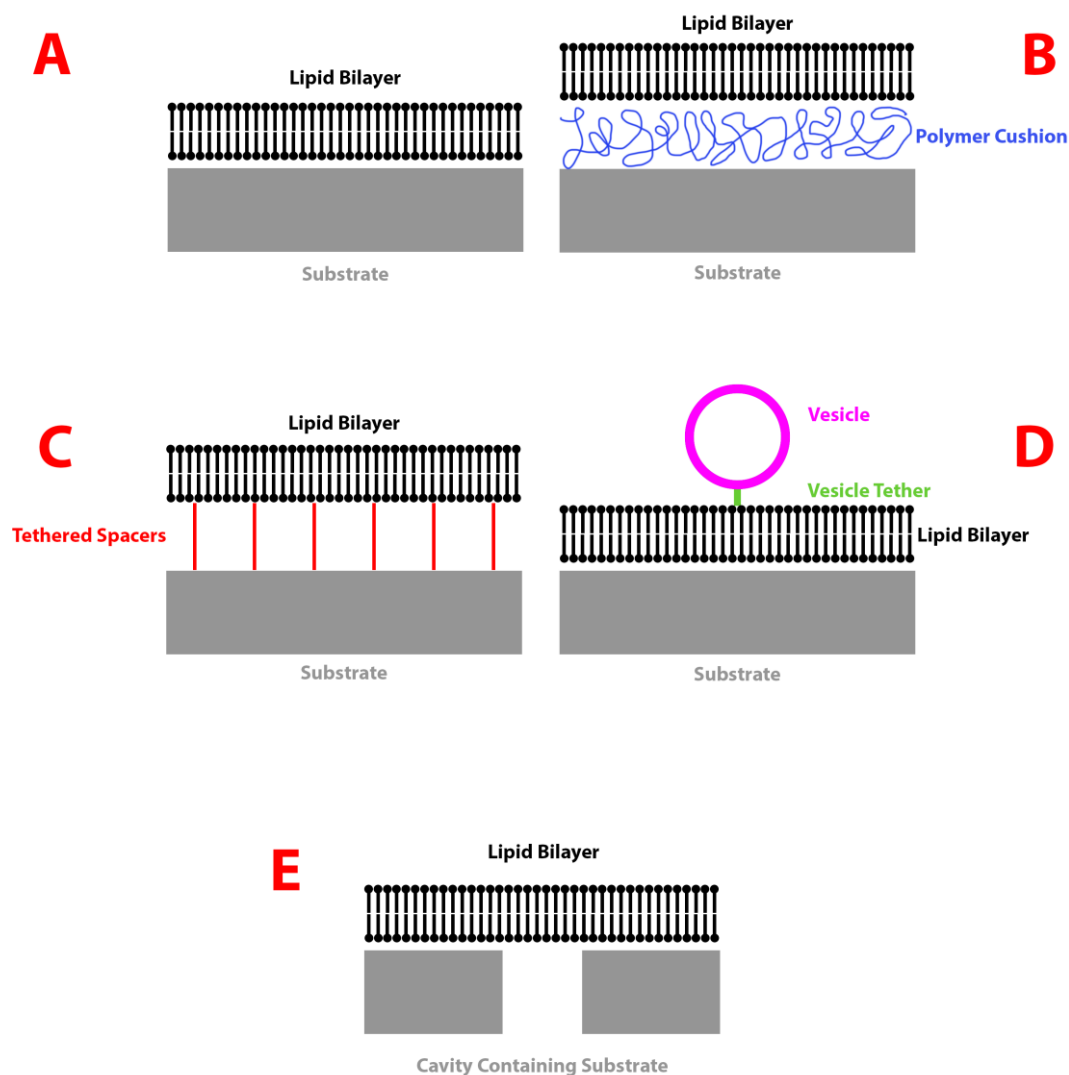 A
Lipid Bilayer
Substrate
B
Lipid Bilayer
Polymer Cushion
Substrate
C
Lipid Bilayer
Tethered Spacers
Substrate
D
Vesicle
Vesicle Tether
Lipid Bilayer
Substrate
E
Lipid Bilayer
Cavity Containing Substrate